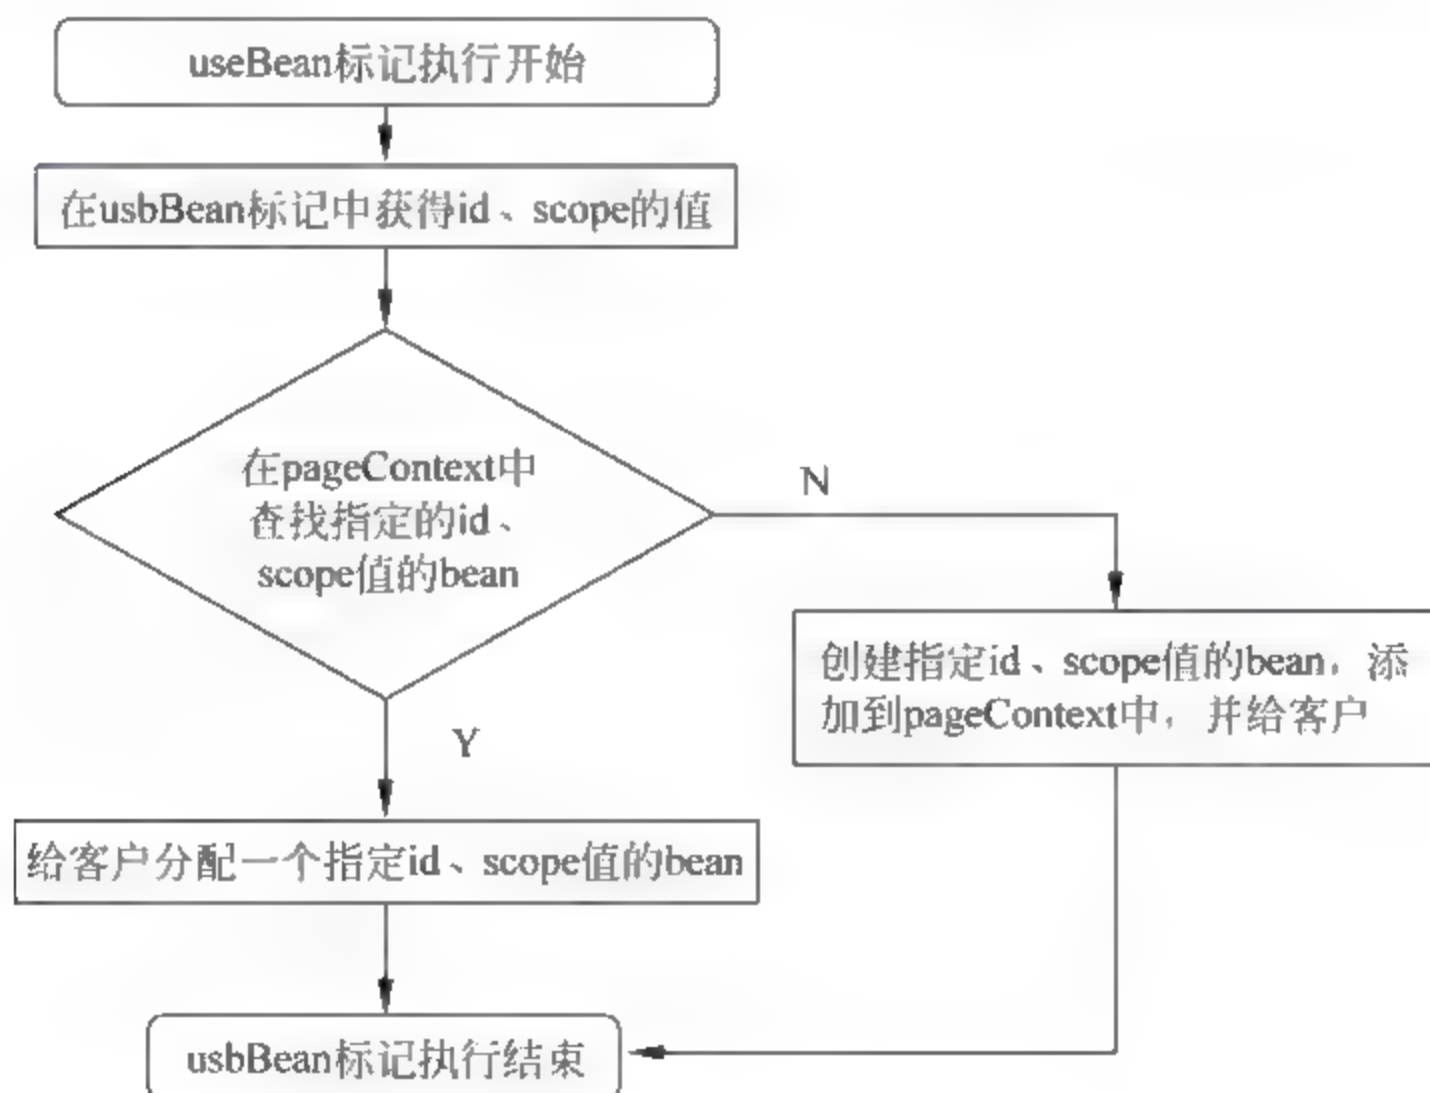 useBean标记执行开始
在usbBean标记中获得id、scope的值
在pageContext中
查找指定的id、
scope值的bean
N
创建指定id、scope值的bean，添
加到pageContext中，并给客户
Y
给客户分配一个指定id、scope值的bean
usbBean标记执行结束